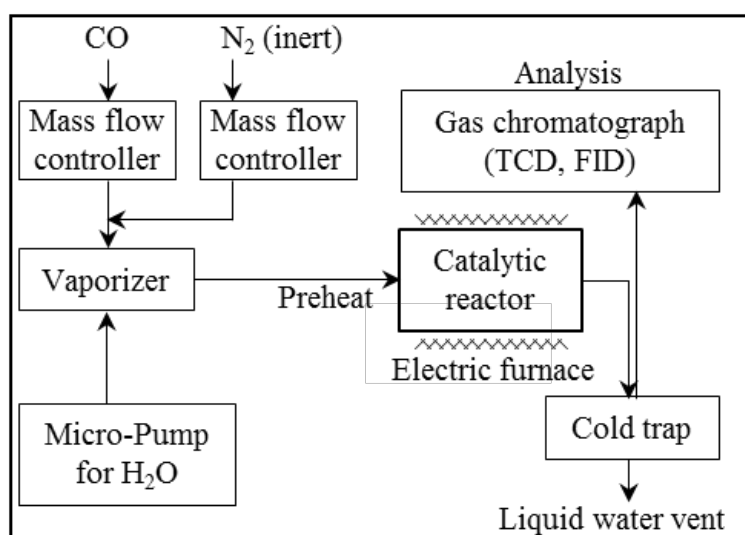 CO
N₂ (inert)
Mass flow
controller
Mass flow
controller
Analysis
Gas chromatograph
(TCD, FID)
Vaporizer
Preheat
Catalytic
reactor
Electric furnace
Micro-Pump
for H₂O
Cold trap
Liquid water vent